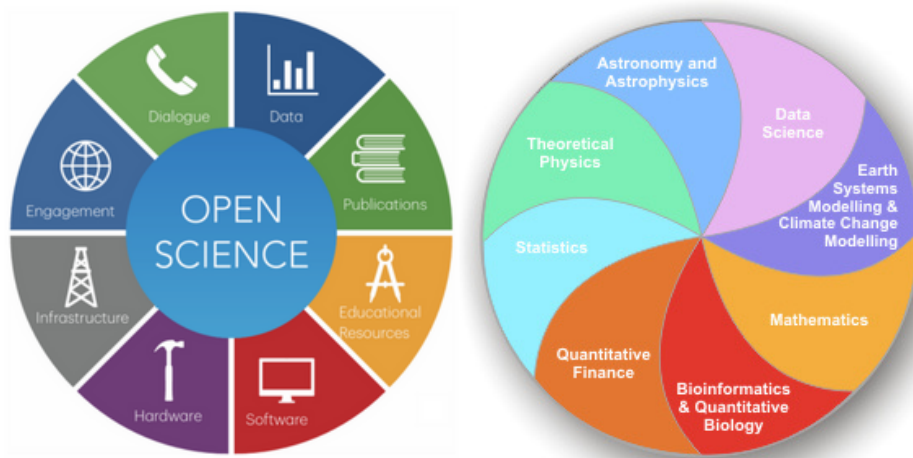 Dialogue
Data
Engagement
Publications
OPEN
SCIENCE
Infrastructure
Educational
Resources
Hardware
Software
Astronomy and
Astrophysics
Data
Science
Theoretical
Physics
Earth
Systems
Modelling &
Climate Change
Modelling
Statistics
Mathematics
Quantitative
Finance
Bioinformatics
& Quantitative
Biology